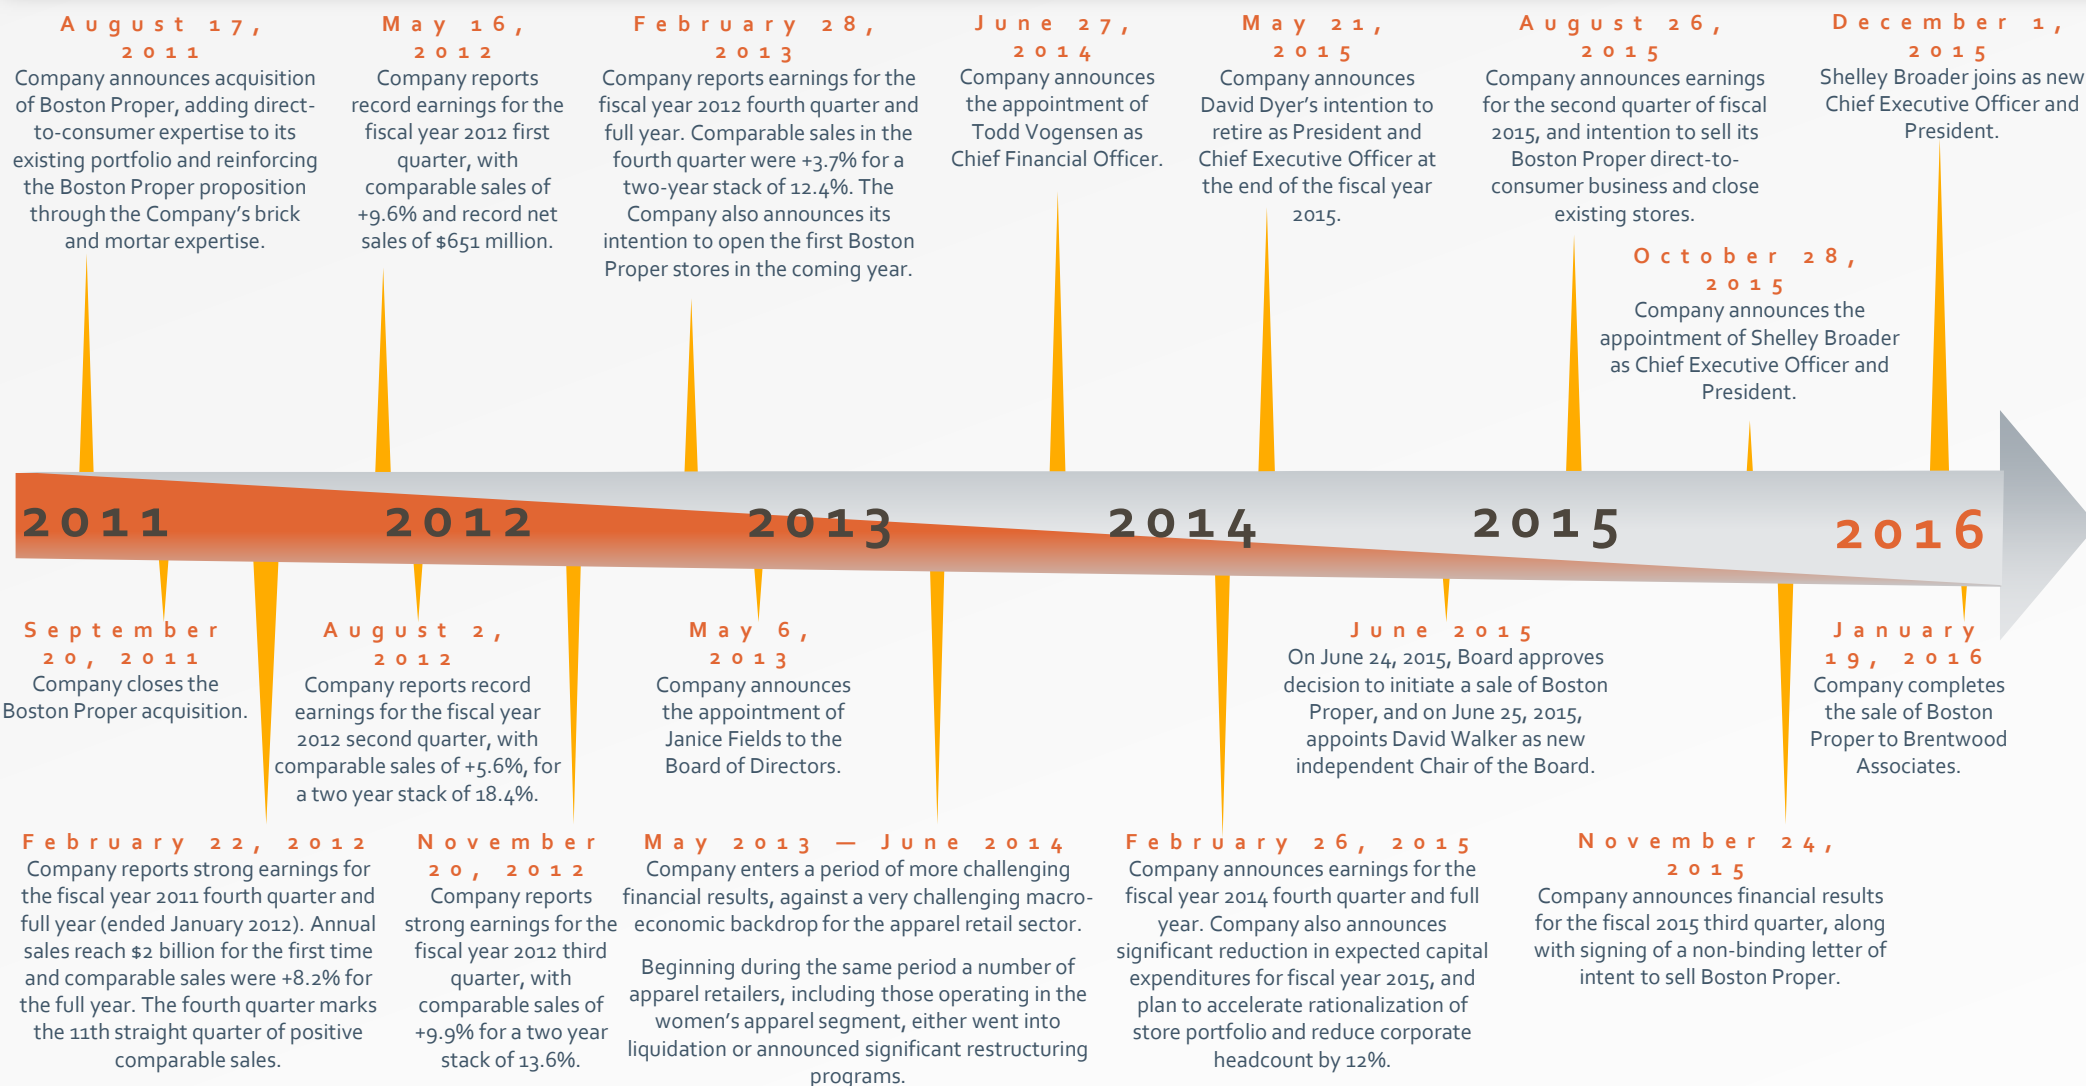 August 17,
2011
Company announces acquisition
of Boston Proper, adding direct-
to-consumer expertise to its
existing portfolio and reinforcing
the Boston Proper proposition
through the Company's brick
and mortar expertise.
May 16,
2012
Company reports
record earnings for the
fiscal year 2012 first
quarter, with
comparable sales of
+9.6% and record net
sales of $651 million.
February 28,
2013
Company reports earnings for the
fiscal year 2012 fourth quarter and
full year. Comparable sales in the
fourth quarter were +3.7% for a
two-year stack of 12.4%. The
Company also announces its
intention to open the first Boston
Proper stores in the coming year.
June 27,
2014
Company announces
the appointment of
Todd Vogensen as
Chief Financial Officer.
May 21,
2015
Company announces
David Dyer's intention to
retire as President and
Chief Executive Officer at
the end of the fiscal year
2015.
August 26,
2015
Company announces earnings
for the second quarter of fiscal
2015, and intention to sell its
Boston Proper direct-to-
consumer business and close
existing stores.
October 28,
2015
Company announces the
appointment of Shelley Broader
as Chief Executive Officer and
President.
December 1,
2015
Shelley Broader joins as new
Chief Executive Officer and
President.
2011
2012
2013
2014
2015
2016
September
20, 2011
Company closes the
Boston Proper acquisition.
February 22, 2012
Company reports strong earnings for
the fiscal year 2011 fourth quarter and
full year (ended January 2012). Annual
sales reach $2 billion for the first time
and comparable sales were +8.2% for
the full year. The fourth quarter marks
the 11th straight quarter of positive
comparable sales.
August 2,
2012
Company reports record
earnings for the fiscal year
2012 second quarter, with
comparable sales of +5.6%, for
a two year stack of 18.4%.
November
20, 2012
Company reports
strong earnings for the
fiscal year 2012 third
quarter, with
comparable sales of
+9.9% for a two year
stack of 13.6%.
May 6,
2013
Company announces
the appointment of
Janice Fields to the
Board of Directors.
May 2013 — June 2014
Company enters a period of more challenging
financial results, against a very challenging macro-
economic backdrop for the apparel retail sector.
Beginning during the same period a number of
apparel retailers, including those operating in the
women's apparel segment, either went into
liquidation or announced significant restructuring
programs.
February 26, 2015
Company announces earnings for the
fiscal year 2014 fourth quarter and full
year. Company also announces
significant reduction in expected capital
expenditures for fiscal year 2015, and
plan to accelerate rationalization of
store portfolio and reduce corporate
headcount by 12%.
June 2015
On June 24, 2015, Board approves
decision to initiate a sale of Boston
Proper, and on June 25, 2015,
appoints David Walker as new
independent Chair of the Board.
November 24,
2015
Company announces financial results
for the fiscal 2015 third quarter, along
with signing of a non-binding letter of
intent to sell Boston Proper.
January
19, 2016
Company completes
the sale of Boston
Proper to Brentwood
Associates.